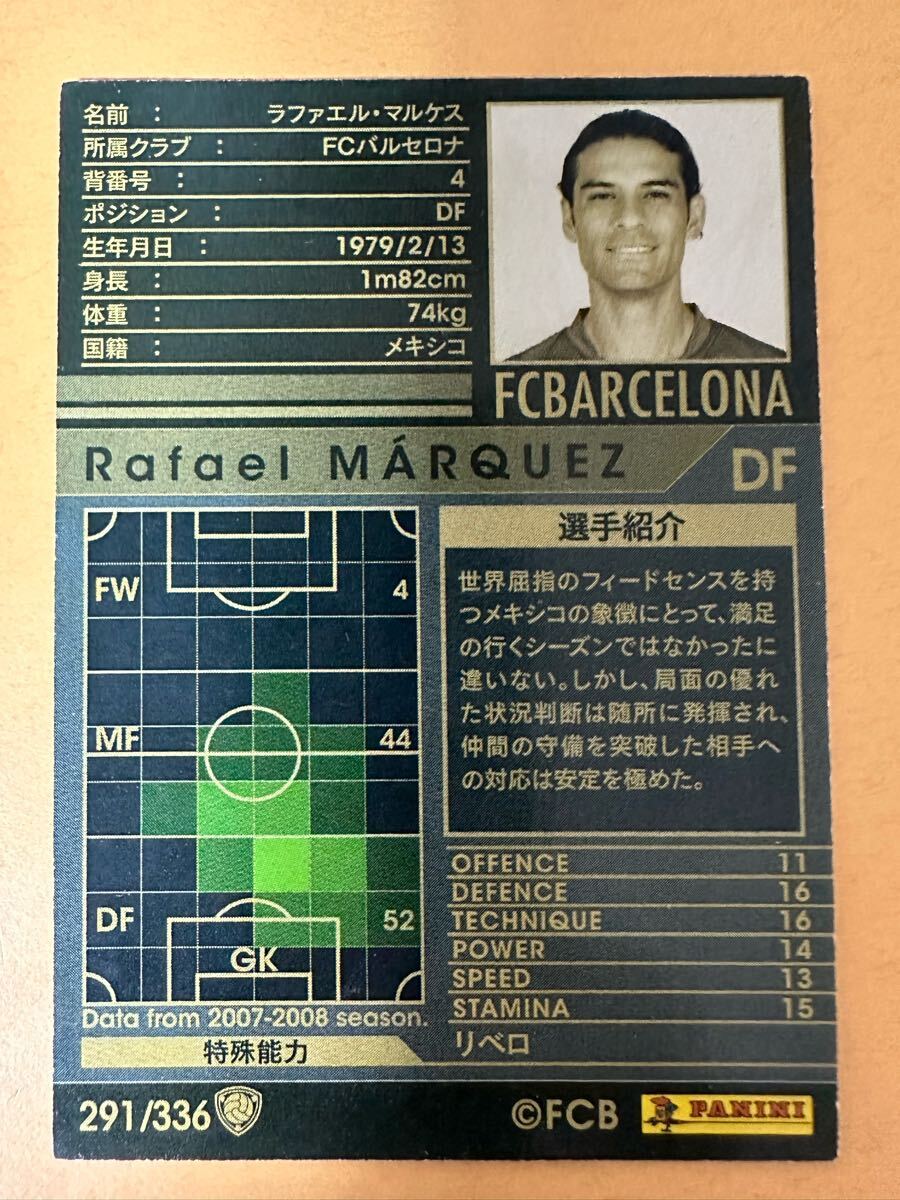 名前 ： ラファエル・マルケス
所属クラブ ： FCバルセロナ
背番号 ： 4
ポジション ： DF
生年月日 ： 1979/2/13
身長 ： 1m82cm
体重 ： 74kg
国籍 ： メキシコ
FCBARCELONA
Rafael MÁRQUEZ
DF
FW 4
MF 44
DF 52
GK
Data from 2007-2008 season.
特殊能力
選手紹介
世界屈指のフィードセンスを持
つメキシコの象徴にとって、満足
の行くシーズンではなかったに
違いない。しかし、局面の優れ
た状況判断は随所に発揮され、
仲間の守備を突破した相手へ
の対応は安定を極めた。
OFFENCE 11
DEFENCE 16
TECHNIQUE 16
POWER 14
SPEED 13
STAMINA 15
リベロ
291/336
©FCB
PANINI